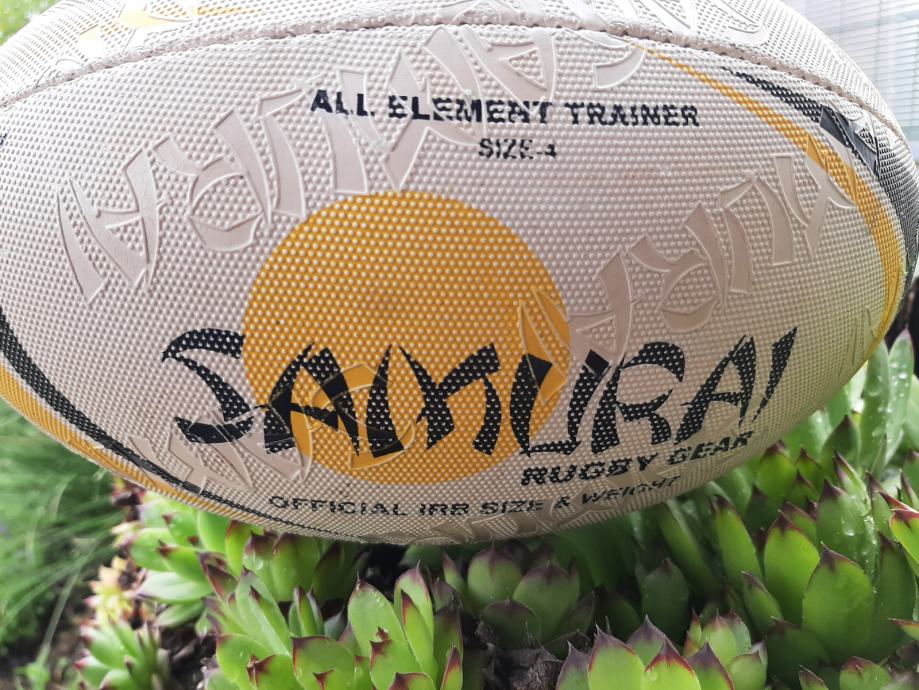 ALL ELEMENT TRAINER
SIZE 4
SAMURAI
RUGBY GEAR
OFFICIAL IRB SIZE & WEIGHT